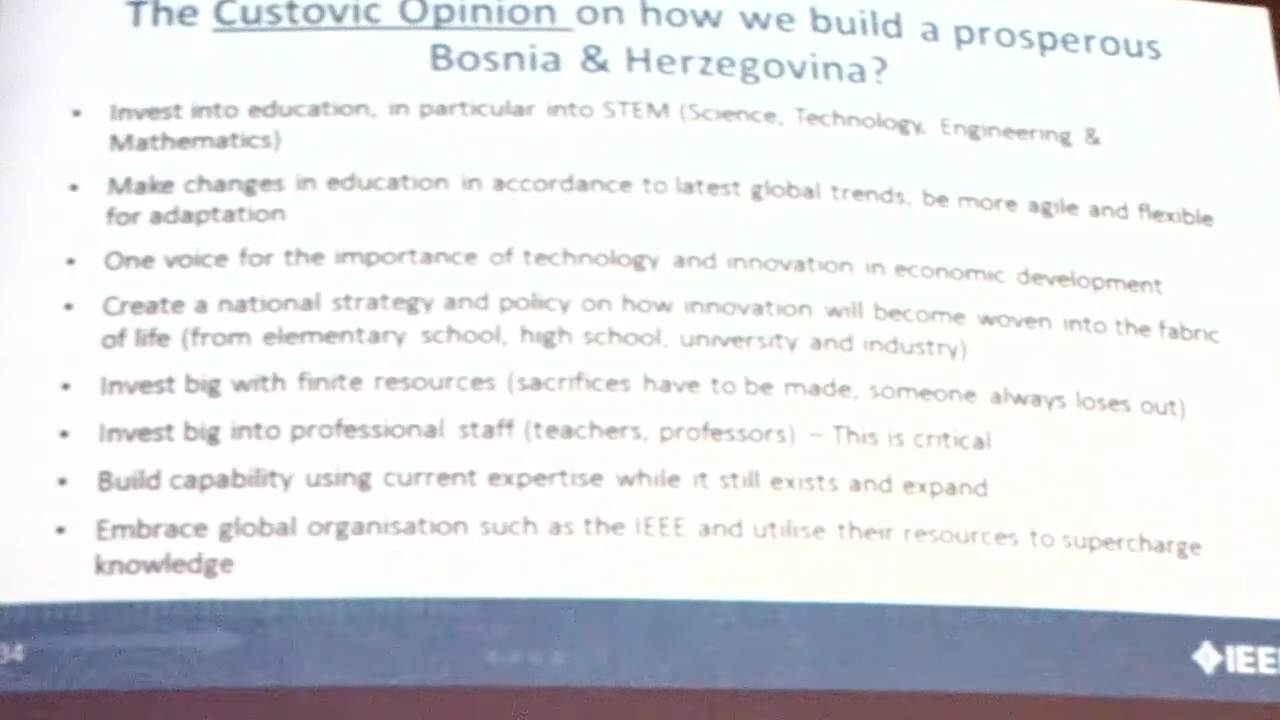 The Custovic Opinion on how we build a prosperous
Bosnia & Herzegovina?
• Invest into education, in particular into STEM (Science, Technology, Engineering &
Mathematics)
• Make changes in education in accordance to latest global trends, be more agile and flexible
for adaptation
• One voice for the importance of technology and innovation in economic development
• Create a national strategy and policy on how innovation will become woven into the fabric
of life (from elementary school, high school, university and industry)
• Invest big with finite resources (sacrifices have to be made, someone always loses out)
• Invest big into professional staff (teachers, professors) – This is critical
• Build capability using current expertise while it still exists and expand
• Embrace global organisation such as the IEEE and utilise their resources to supercharge
knowledge
34
IEEE